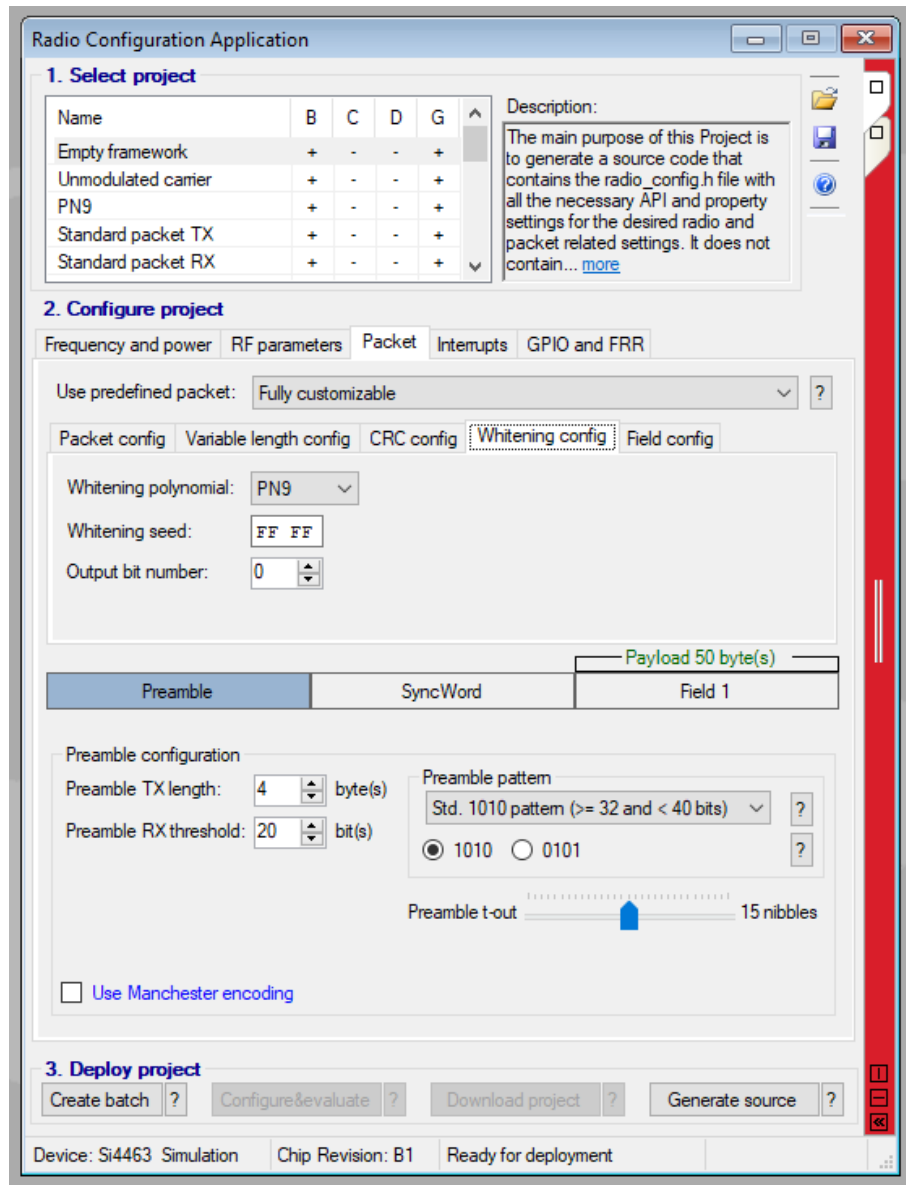 Radio Configuration Application
1. Select project
Name B C D G
Empty framework + - - +
Unmodulated carrier + - - +
PN9 + - - +
Standard packet TX + - - +
Standard packet RX + - - +
Description:
The main purpose of this Project is
to generate a source code that
contains the radio_config.h file with
all the necessary API and property
settings for the desired radio and
packet related settings. It does not
contain... more
2. Configure project
Frequency and power RF parameters Packet Interrupts GPIO and FRR
Use predefined packet: Fully customizable ?
Packet config Variable length config CRC config Whitening config Field config
Whitening polynomial: PN9
Whitening seed: FF FF
Output bit number: 0
Payload 50 byte(s)
Preamble SyncWord Field 1
Preamble configuration
Preamble TX length: 4 byte(s)
Preamble RX threshold: 20 bit(s)
Preamble pattern
Std. 1010 pattern (>= 32 and < 40 bits) ?
1010 0101 ?
Preamble t-out 15 nibbles
Use Manchester encoding
3. Deploy project
Create batch ? Configure&evaluate ? Download project ? Generate source ?
Device: Si4463 Simulation Chip Revision: B1 Ready for deployment